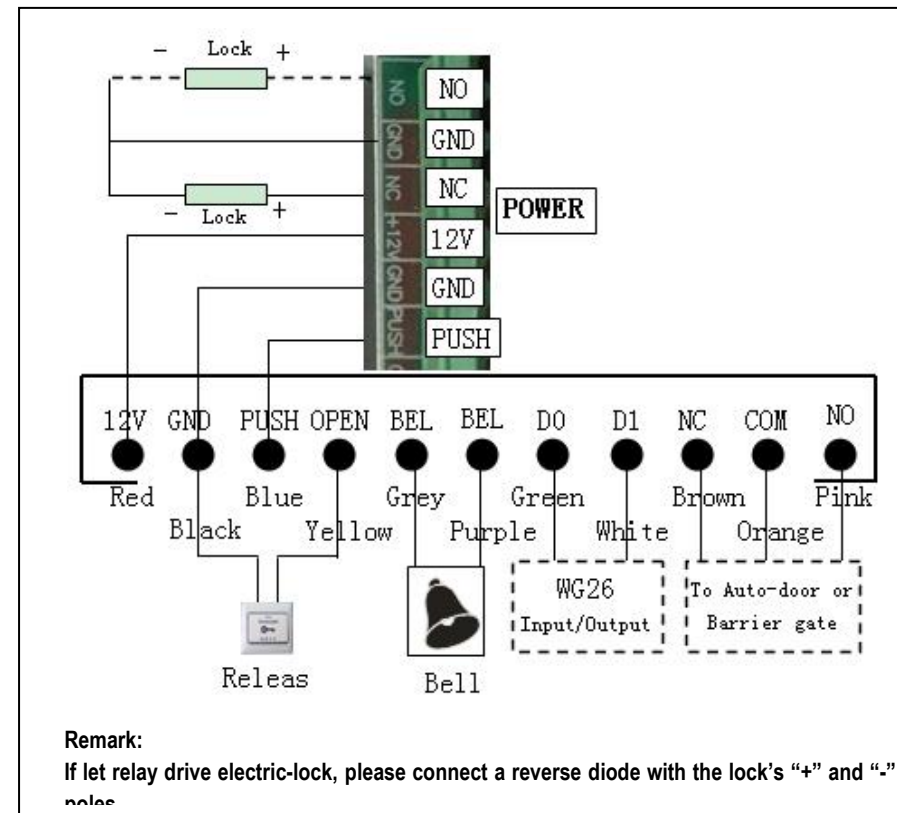 - Lock +
NO NO
GND GND
NC NC
- Lock +
POWER
+12V 12V
GND GND
PUSH PUSH
12V GND PUSH OPEN BEL BEL D0 D1 NC COM NO
Red Blue Grey Green Brown Pink
Black Yellow Purple White Orange
WG26
Input/Output
To Auto-door or
Barrier gate
Releas
Bell
Remark:
If let relay drive electric-lock, please connect a reverse diode with the lock’s “+” and “-”
poles